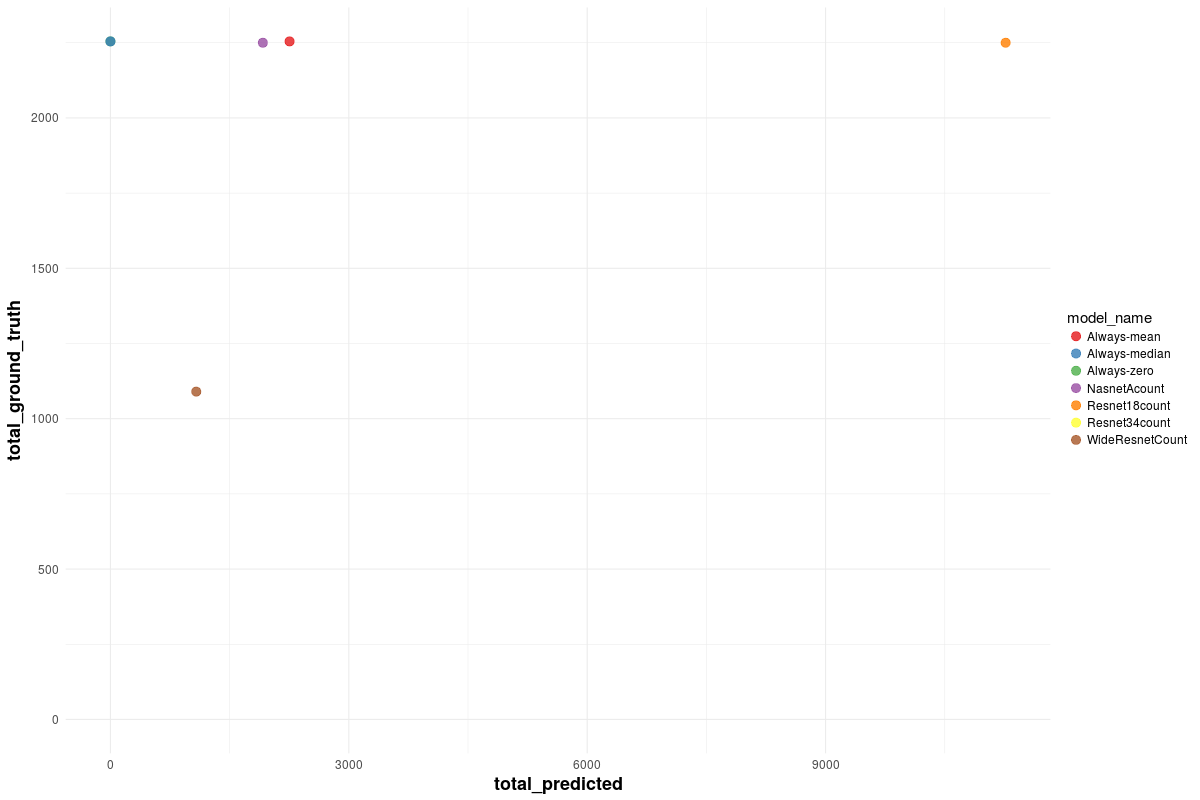 total_ground_truth
2000
1500
1000
500
0
0 3000 6000 9000
total_predicted
model_name
Always-mean
Always-median
Always-zero
NasnetAcount
Resnet18count
Resnet34count
WideResnetCount